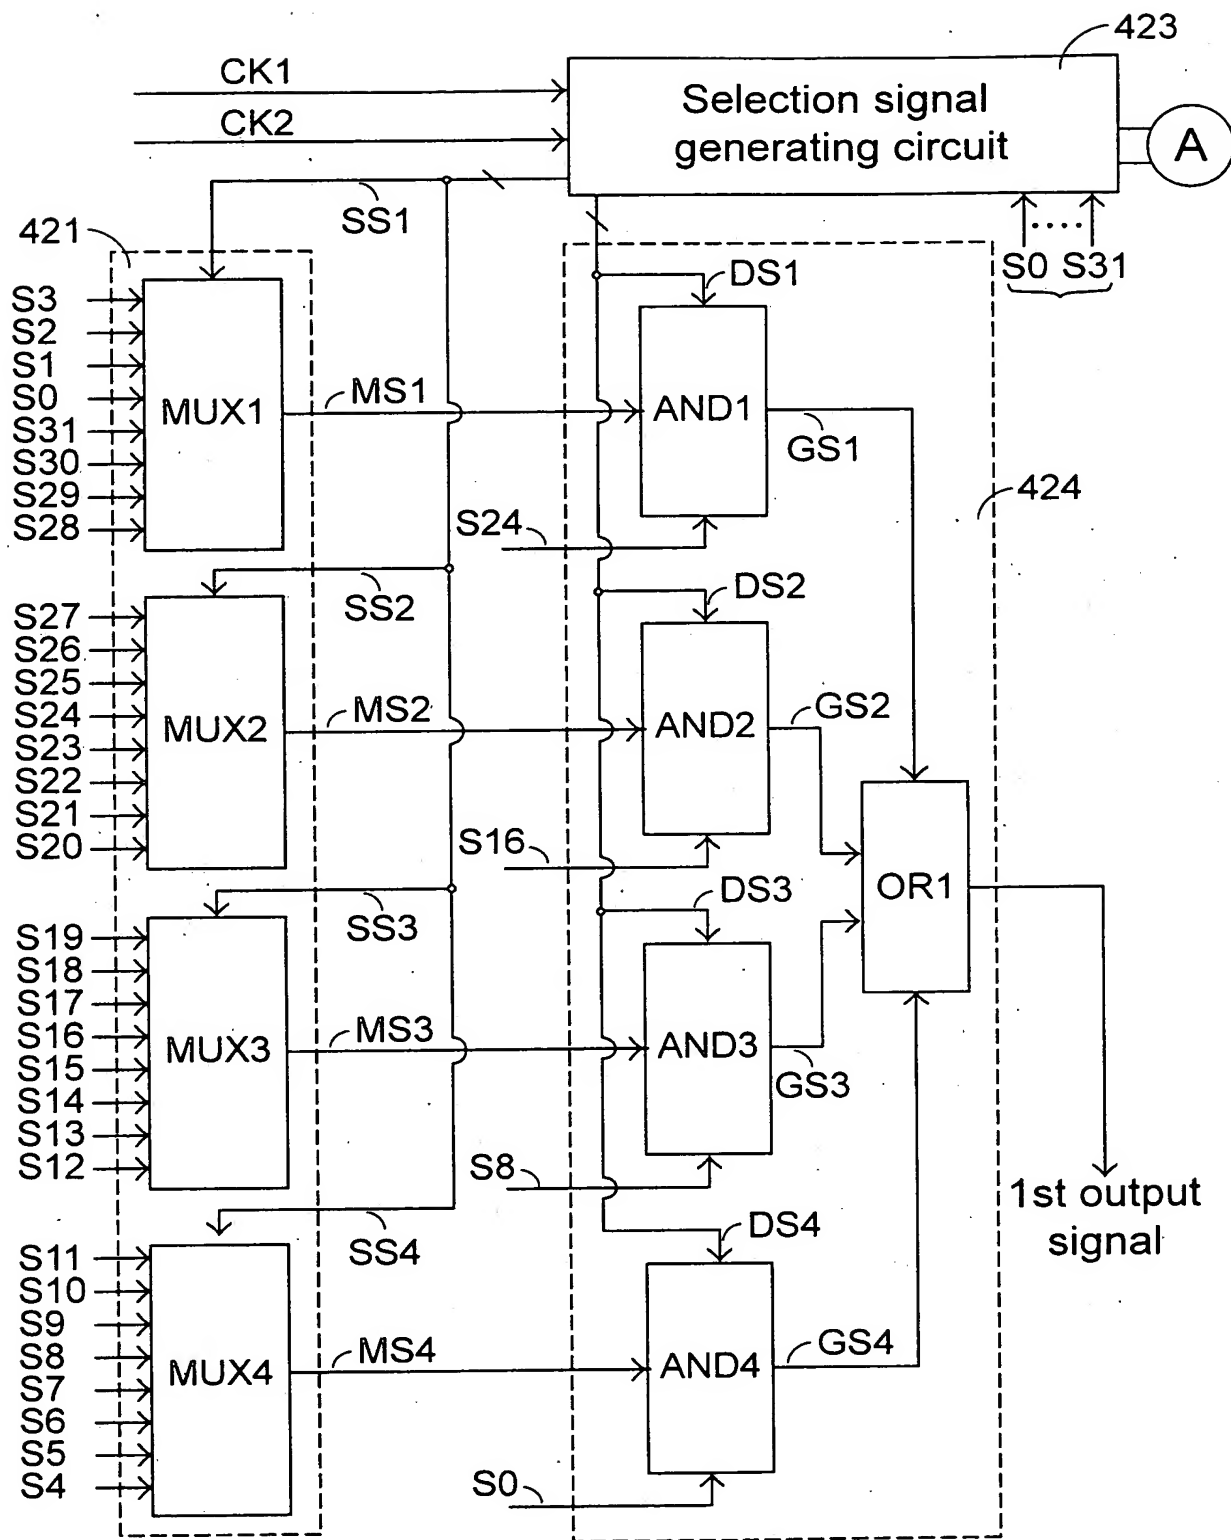 423
CK1
CK2
Selection signal
generating circuit
A
SS1
421
S0 S31
DS1
S3
S2
S1
S0
S31
S30
S29
S28
MUX1
MS1
AND1
GS1
424
S24
SS2
DS2
S27
S26
S25
S24
S23
S22
S21
S20
MUX2
MS2
AND2
GS2
S16
OR1
SS3
DS3
S19
S18
S17
S16
S15
S14
S13
S12
MUX3
MS3
AND3
GS3
S8
1st output
signal
SS4
DS4
S11
S10
S9
S8
S7
S6
S5
S4
MUX4
MS4
AND4
GS4
S0